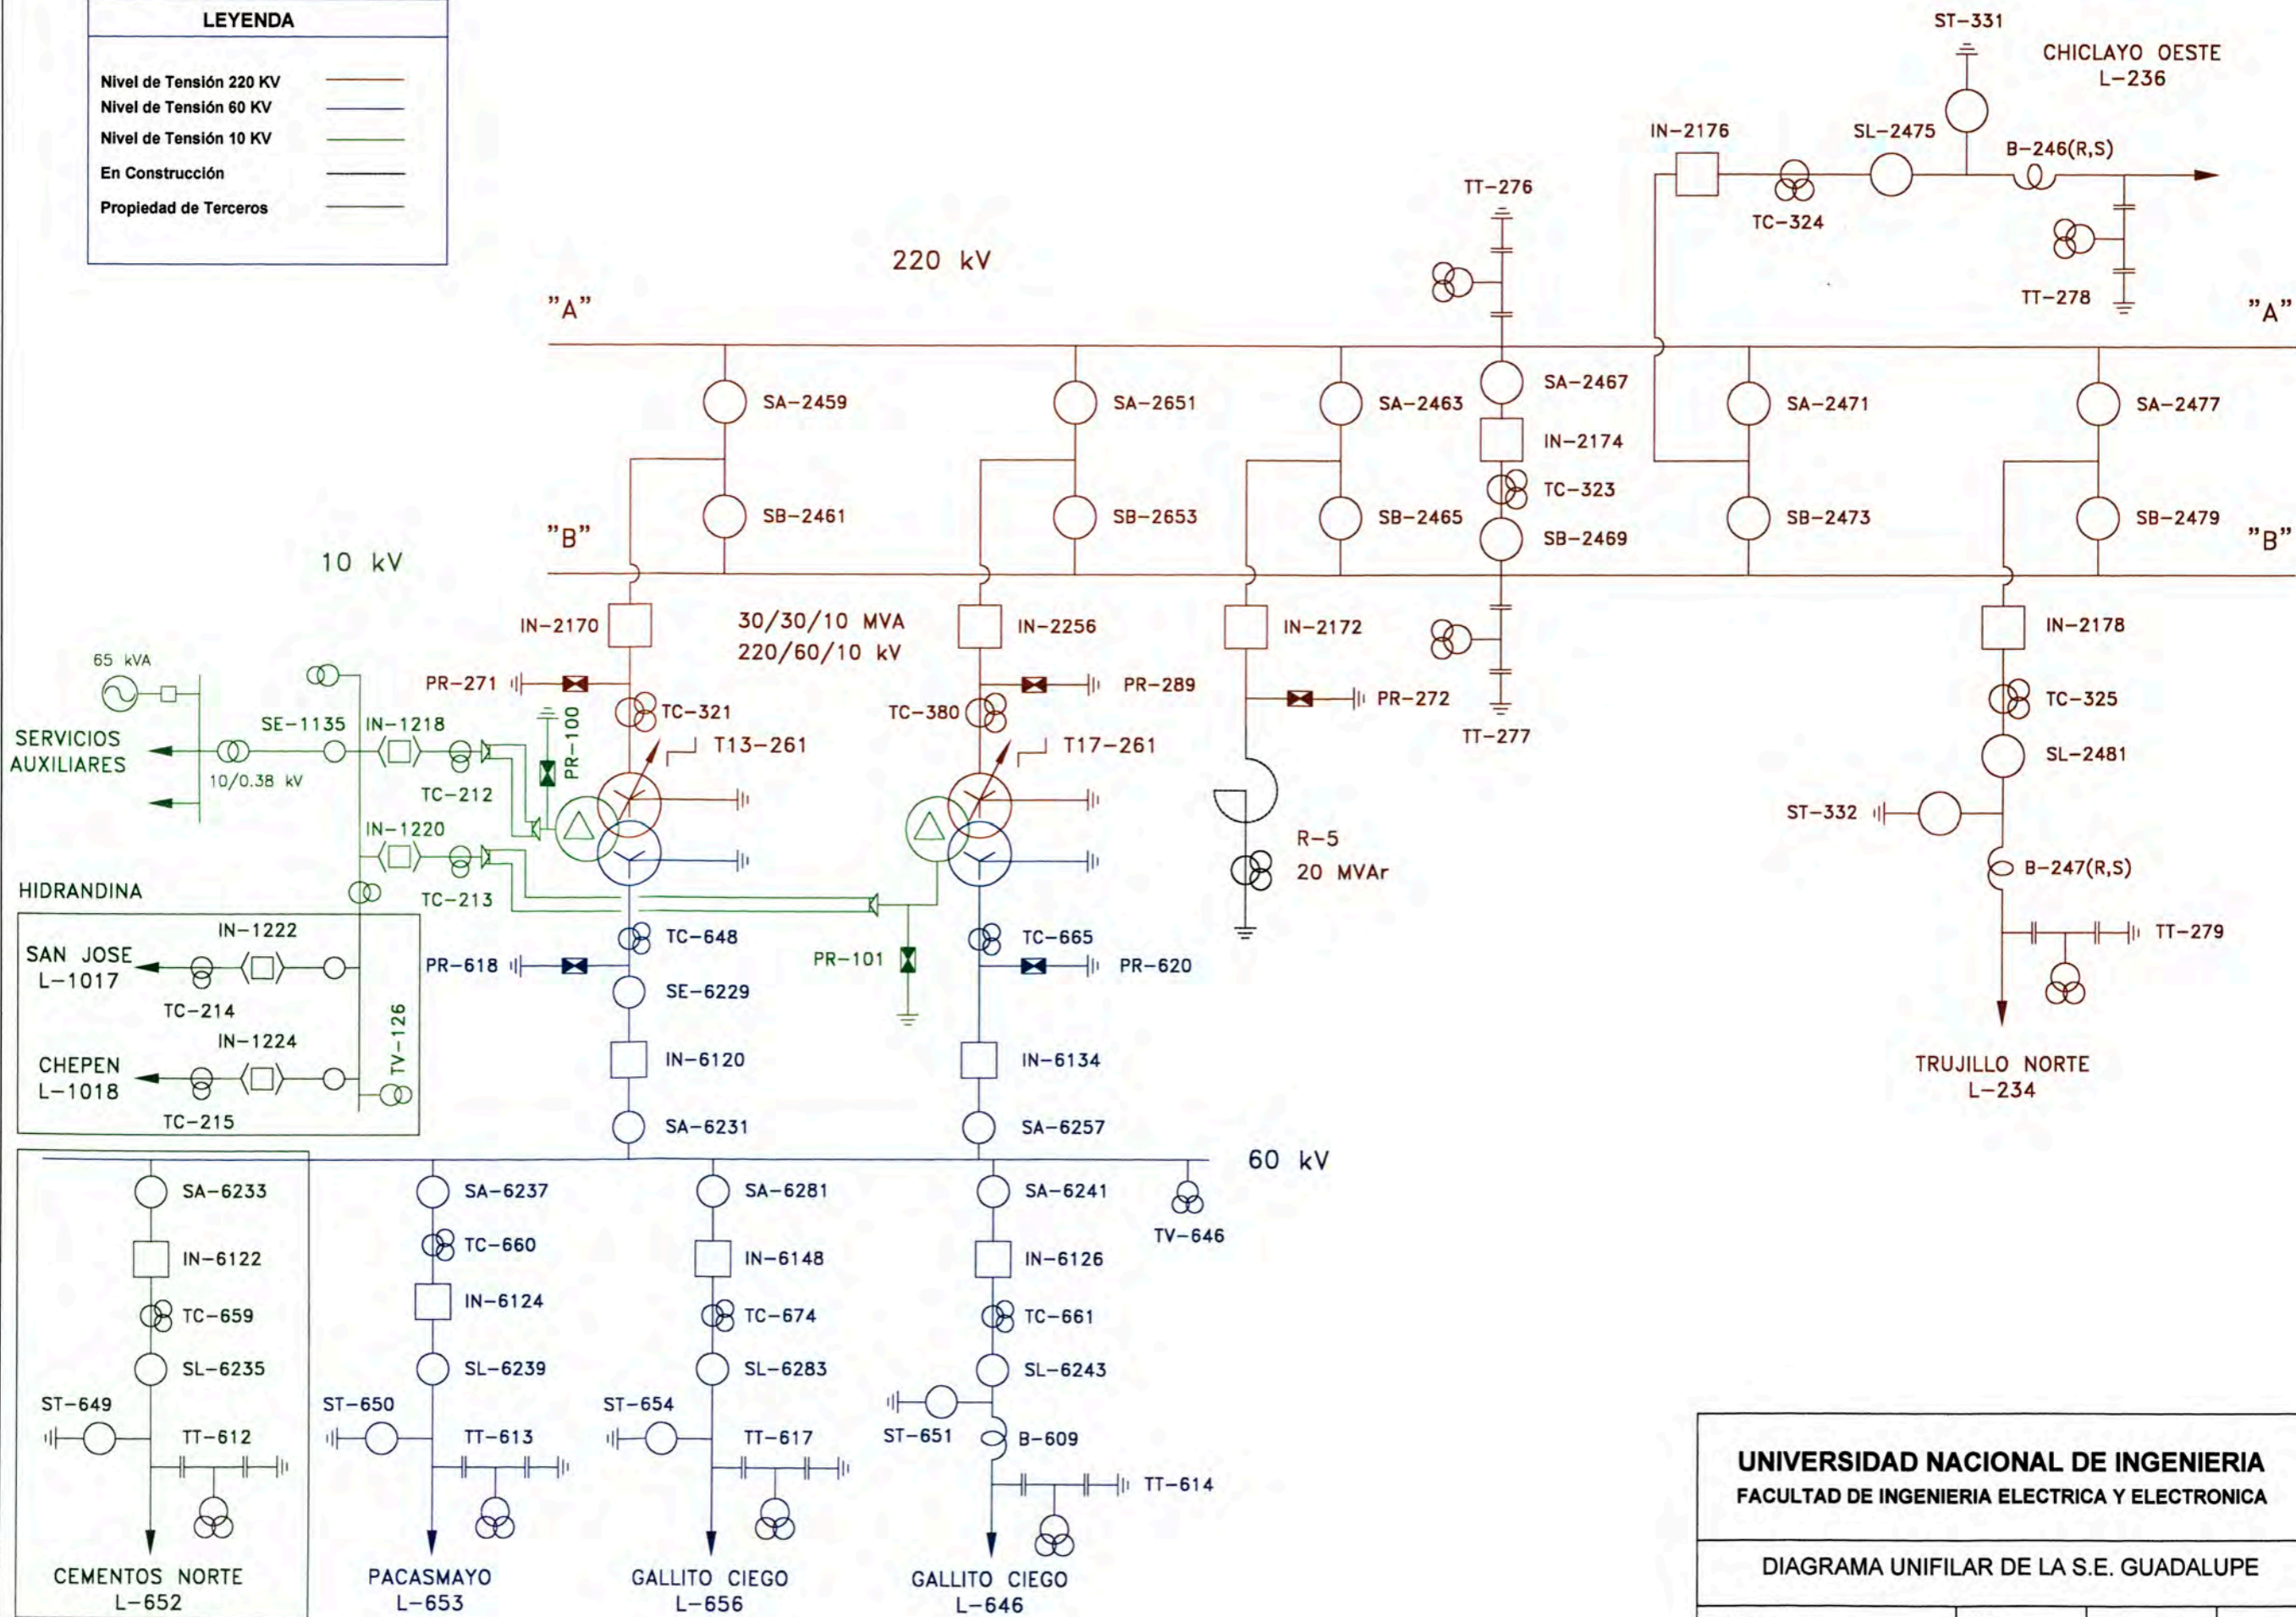 LEYENDA
Nivel de Tensión 220 KV
Nivel de Tensión 60 KV
Nivel de Tensión 10 KV
En Construcción
Propiedad de Terceros
ST-331
CHICLAYO OESTE
L-236
IN-2176
SL-2475
B-246(R,S)
TC-324
TT-278
TT-276
220 kV
"A"
"A"
SA-2459
SA-2651
SA-2463
SA-2467
SA-2471
SA-2477
IN-2174
TC-323
SB-2461
SB-2653
SB-2465
SB-2469
SB-2473
SB-2479
"B"
"B"
10 kV
IN-2170
30/30/10 MVA
220/60/10 kV
IN-2256
IN-2172
IN-2178
65 kVA
PR-271
PR-289
PR-272
TC-321
TC-380
TC-325
TT-277
SE-1135
IN-1218
PR-100
T13-261
T17-261
SL-2481
SERVICIOS
AUXILIARES
10/0.38 kV
TC-212
IN-1220
ST-332
R-5
20 MVAr
B-247(R,S)
HIDRANDINA
TC-213
IN-1222
SAN JOSE
L-1017
TC-214
IN-1224
CHEPEN
L-1018
TC-215
TV-126
TC-648
TC-665
TT-279
PR-618
PR-101
PR-620
SE-6229
IN-6120
IN-6134
TRUJILLO NORTE
L-234
SA-6231
SA-6257
60 kV
SA-6233
SA-6237
SA-6281
SA-6241
TV-646
IN-6122
TC-660
IN-6148
IN-6126
TC-659
IN-6124
TC-674
TC-661
SL-6235
SL-6239
SL-6283
SL-6243
ST-649
ST-650
ST-654
ST-651
TT-612
TT-613
TT-617
B-609
TT-614
CEMENTOS NORTE
L-652
PACASMAYO
L-653
GALLITO CIEGO
L-656
GALLITO CIEGO
L-646
UNIVERSIDAD NACIONAL DE INGENIERIA
FACULTAD DE INGENIERIA ELECTRICA Y ELECTRONICA
DIAGRAMA UNIFILAR DE LA S.E. GUADALUPE